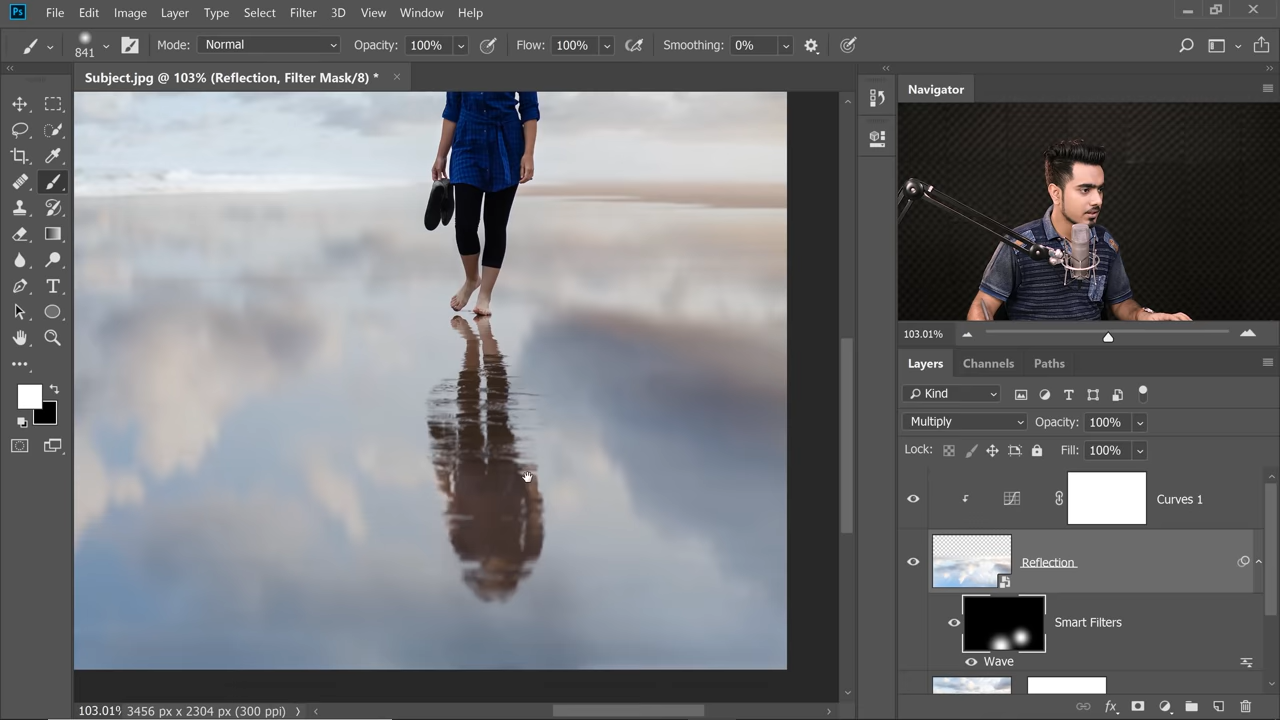 Ps File Edit Image Layer Type Select Filter 3D View Window Help
841 Mode: Normal Opacity: 100% Flow: 100% Smoothing: 0%
Subject.jpg @ 103% (Reflection, Filter Mask/8) *
Navigator
103.01%
Layers Channels Paths
Kind
Multiply Opacity: 100%
Lock: Fill: 100%
Curves 1
Reflection
Smart Filters
Wave
fx
103.01% 3456 px x 2304 px (300 ppi)